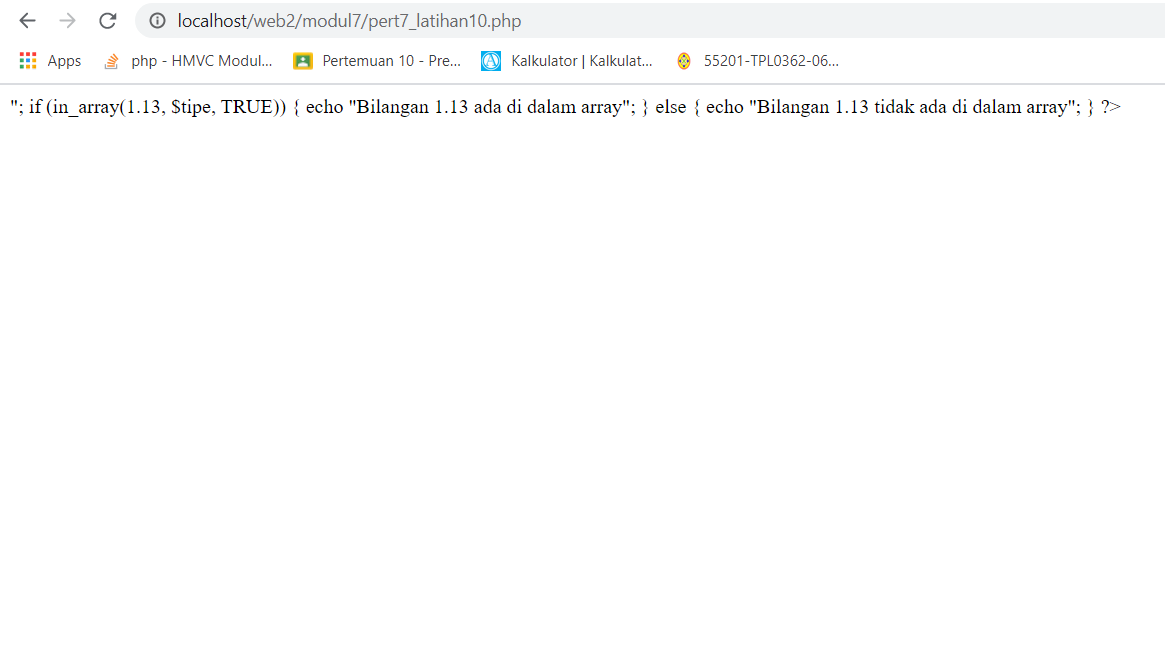 localhost/web2/modul7/pert7_latihan10.php
Apps php - HMVC Modul... Pertemuan 10 - Pre... Kalkulator | Kalkulat... 55201-TPL0362-06...
"; if (in_array(1.13, $tipe, TRUE)) { echo "Bilangan 1.13 ada di dalam array"; } else { echo "Bilangan 1.13 tidak ada di dalam array"; } ?>